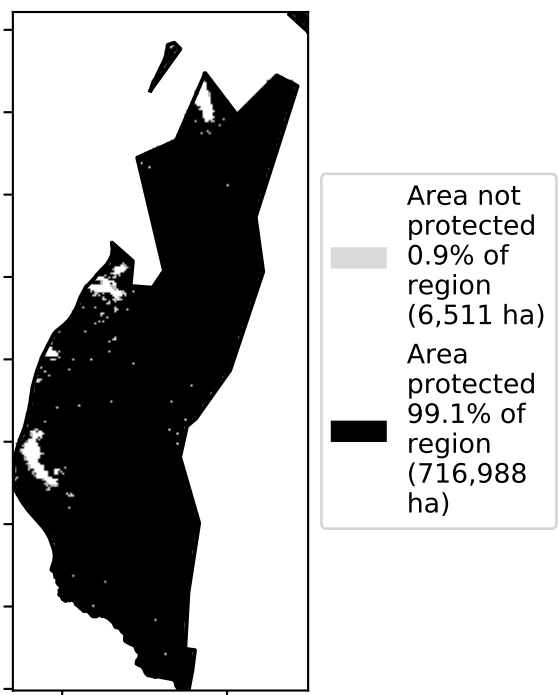 Area not
protected
0.9% of
region
(6,511 ha)
Area
protected
99.1% of
region
(716,988
ha)